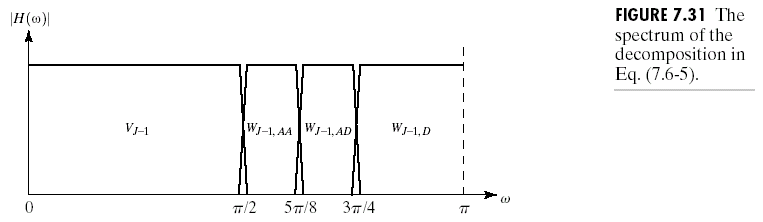 |H(ω)|
FIGURE 7.31 The
spectrum of the
decomposition in
Eq. (7.6-5).
V_{J−1}
W_{J−1, AA}
W_{J−1, AD}
W_{J−1, D}
ω
0
π/2
5π/8
3π/4
π